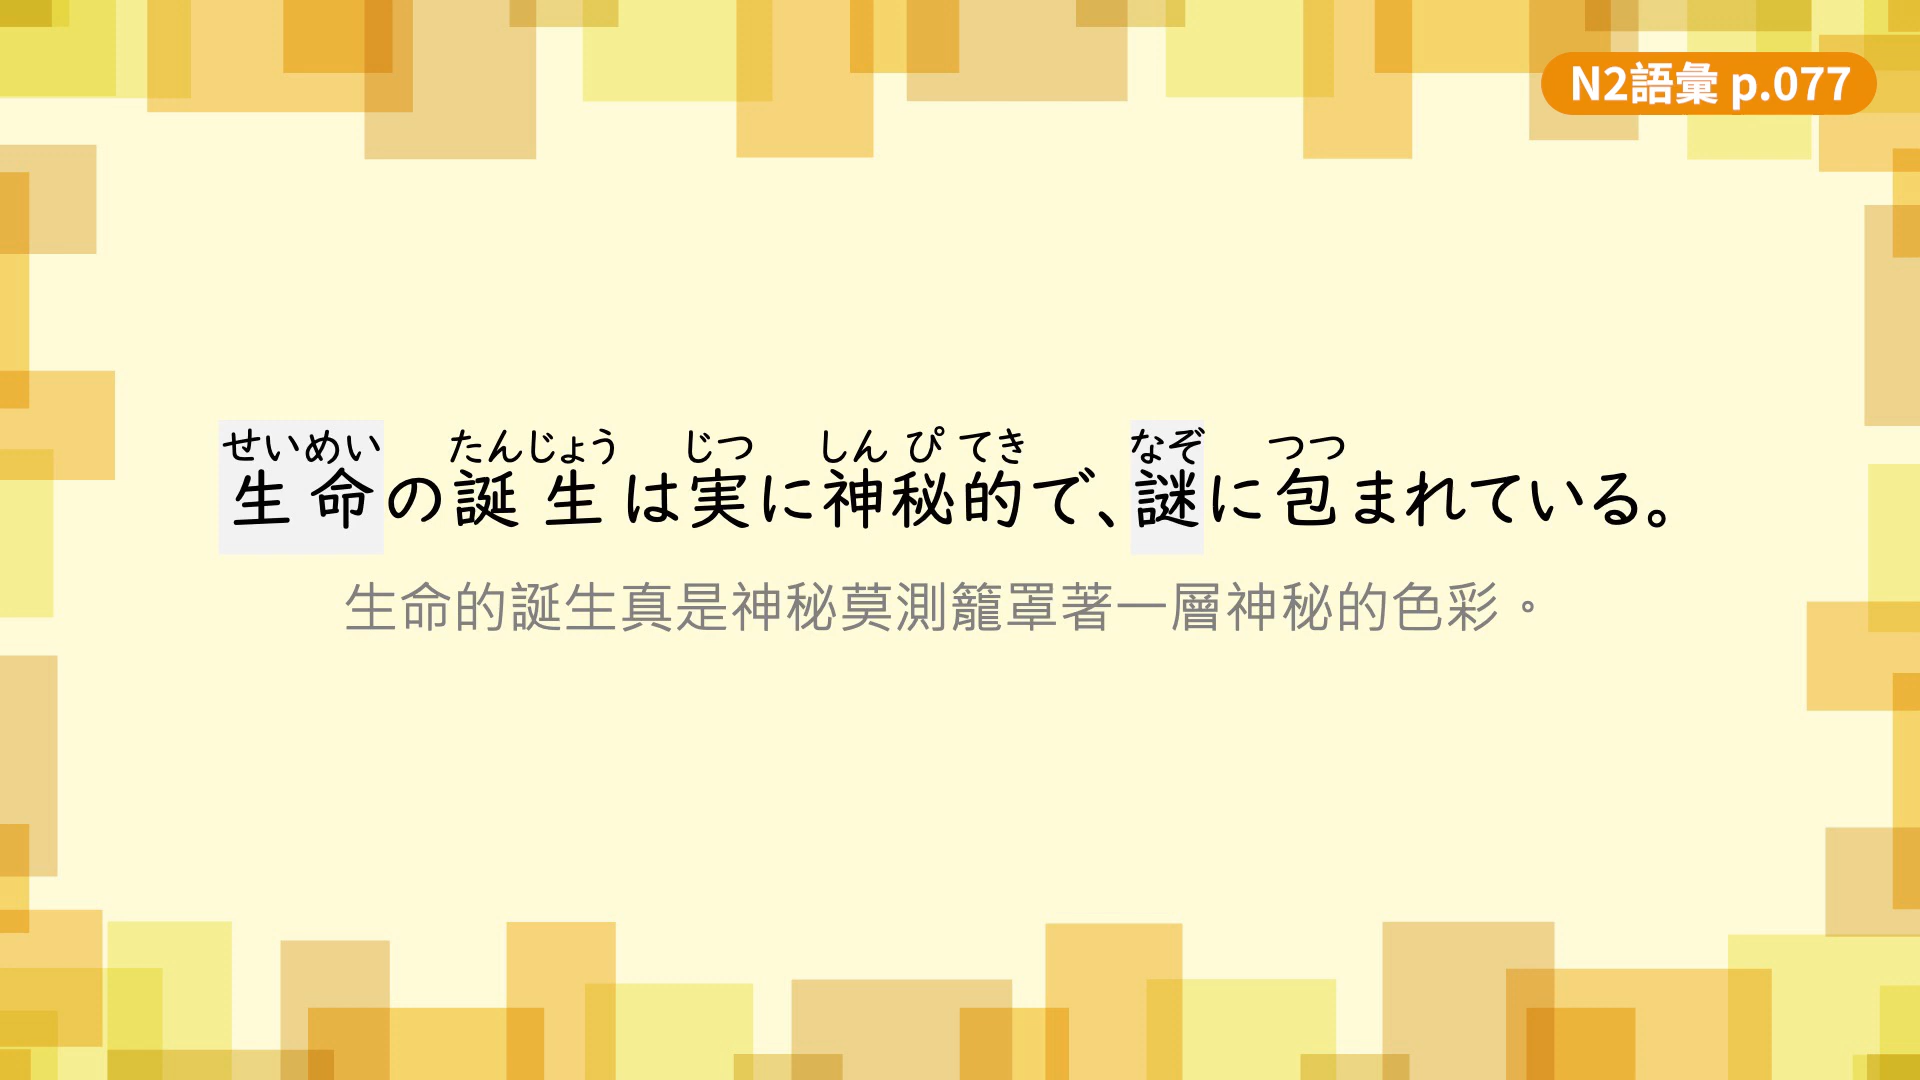 N2語彙 p.077
せいめい たんじょう じつ しん ぴ てき なぞ つつ
生命の誕生は実に神秘的で、謎に包まれている。
生命的誕生真是神秘莫測籠罩著一層神秘的色彩。